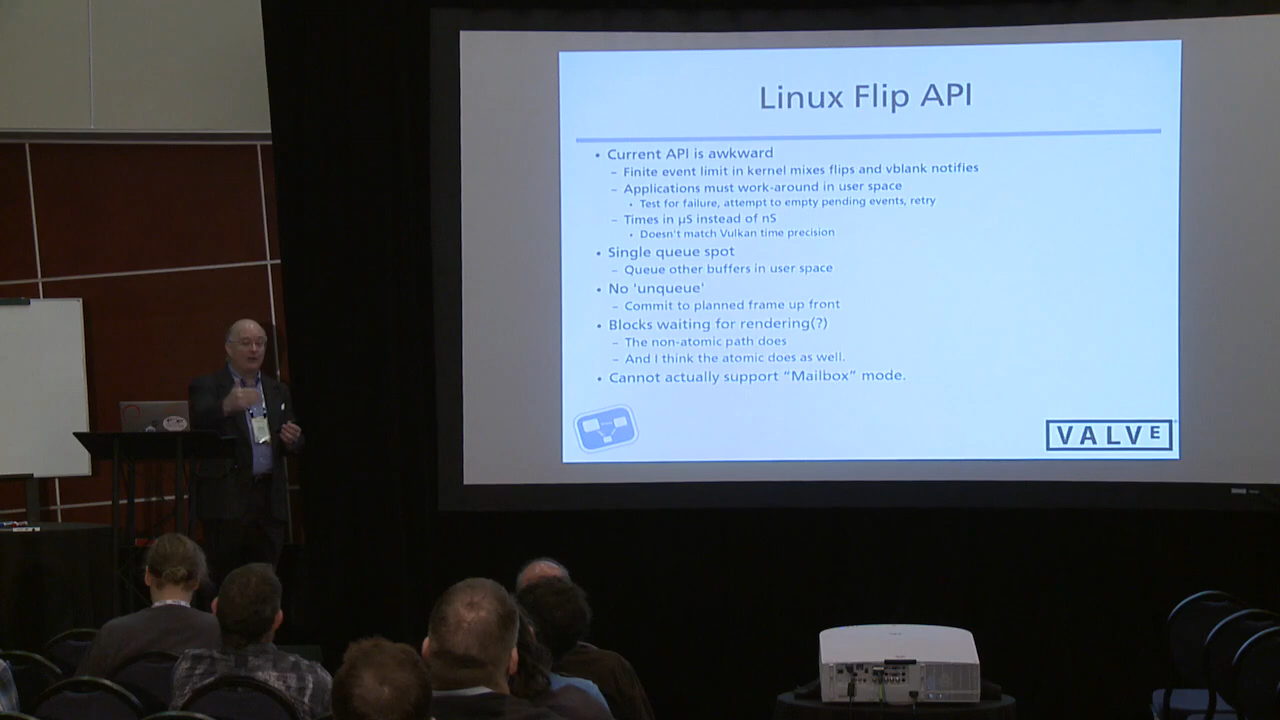 Linux Flip API
• Current API is awkward
– Finite event limit in kernel mixes flips and vblank notifies
– Applications must work-around in user space
• Test for failure, attempt to empty pending events, retry
– Times in µS instead of nS
• Doesn't match Vulkan time precision
• Single queue spot
– Queue other buffers in user space
• No 'unqueue'
– Commit to planned frame up front
• Blocks waiting for rendering(?)
– The non-atomic path does
– And I think the atomic does as well.
• Cannot actually support “Mailbox” mode.
VALVE